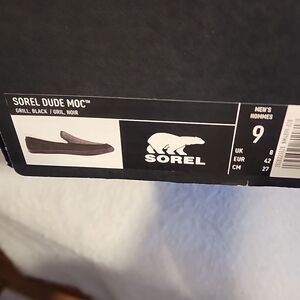 SOREL DUDE MOC™
GRILL, BLACK / GRIL, NOIR
SOREL
MEN'S
HOMMES
9
UK 8
EUR 42
CM 27